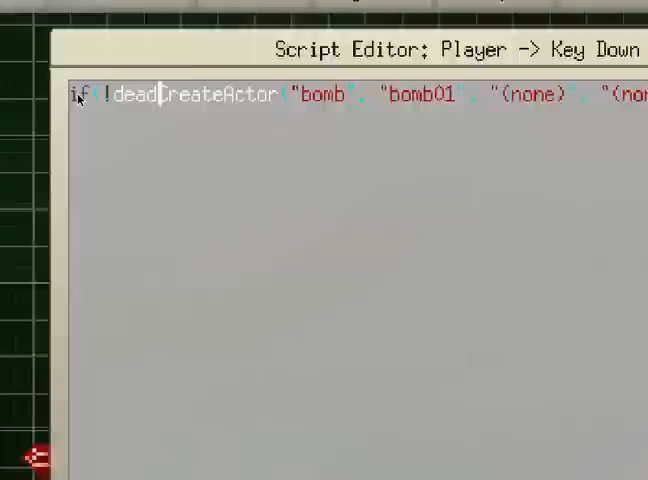 Script Editor: Player -> Key Down
if(!deadCreateActor("bomb", "bomb01", "(none)", "(non